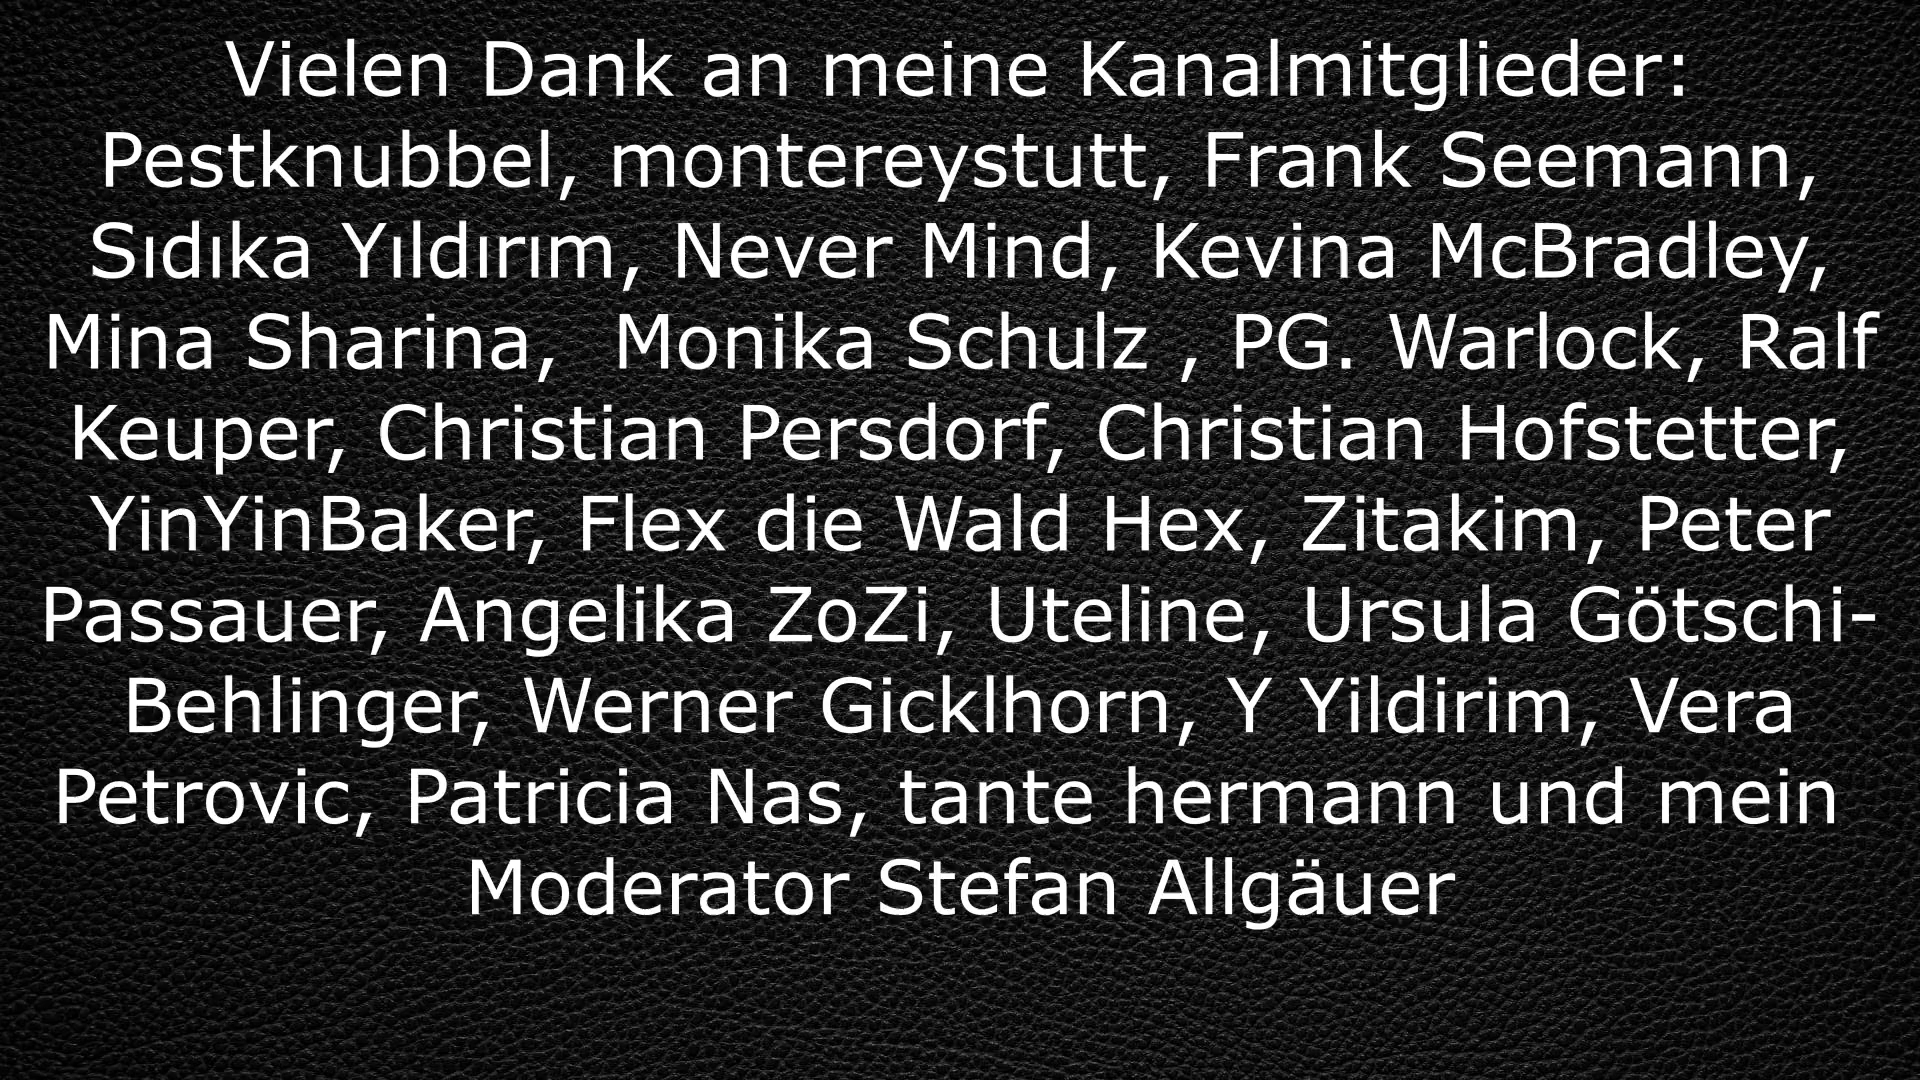 Vielen Dank an meine Kanalmitglieder:
Pestknubbel, montereystutt, Frank Seemann,
Sıdıka Yıldırım, Never Mind, Kevina McBradley,
Mina Sharina,  Monika Schulz , PG. Warlock, Ralf
Keuper, Christian Persdorf, Christian Hofstetter,
YinYinBaker, Flex die Wald Hex, Zitakim, Peter
Passauer, Angelika ZoZi, Uteline, Ursula Götschi-
Behlinger, Werner Gicklhorn, Y Yildirim, Vera
Petrovic, Patricia Nas, tante hermann und mein
Moderator Stefan Allgäuer